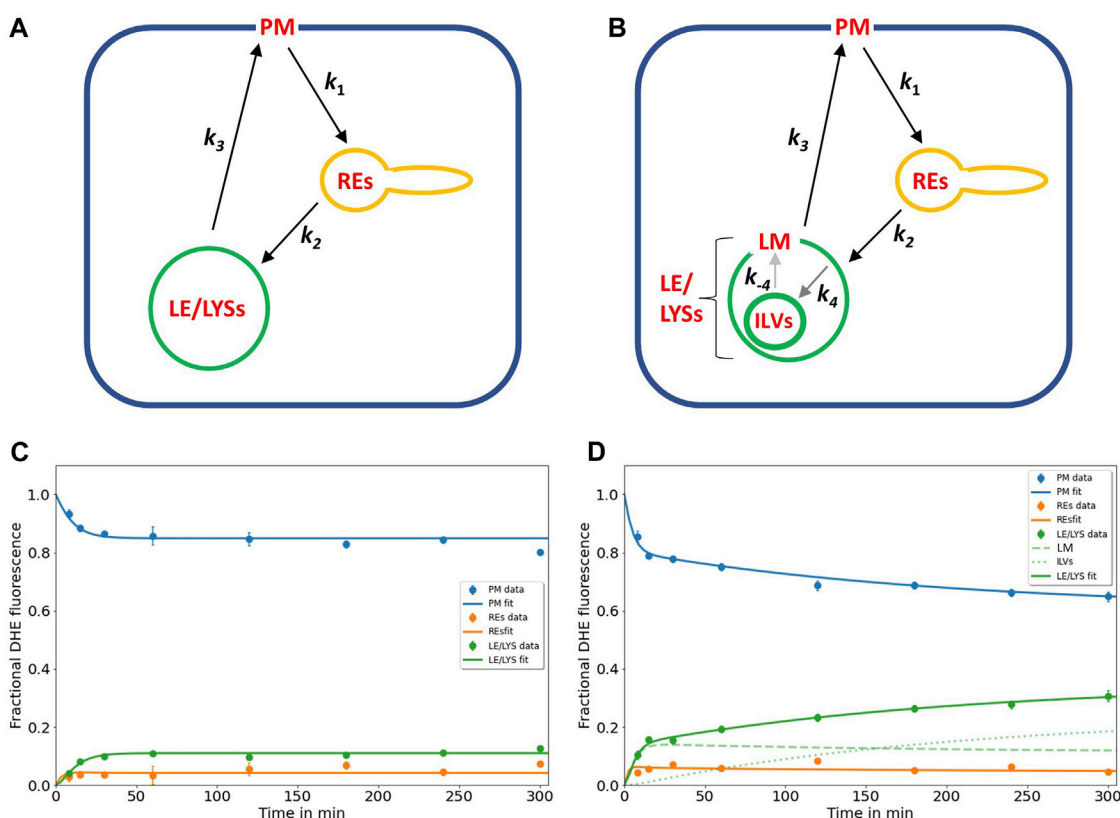 A
PM
k1
k3
REs
k2
LE/LYSs
B
PM
k1
k3
REs
k2
LM
LE/
LYSs
k-4
k4
ILVs
C
Fractional DHE fluorescence
1.0
0.8
0.6
0.4
0.2
0.0
PM data
PM fit
REs data
REsfit
LE/LYS data
LE/LYS fit
0 50 100 150 200 250 300
Time in min
D
Fractional DHE fluorescence
1.0
0.8
0.6
0.4
0.2
0.0
PM data
PM fit
REs data
REsfit
LE/LYS data
LM
ILVs
LE/LYS fit
0 50 100 150 200 250 300
Time in min